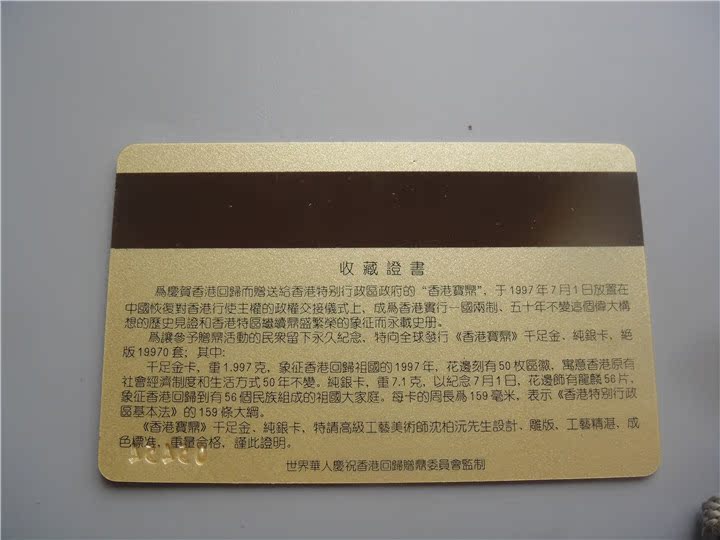 收藏證書
爲慶賀香港回歸而贈送給香港特别行政區政府的“香港寶鼎”，于1997年7月1日放置在
中國恢復對香港行使主權的政權交接儀式上，成爲香港實行一國兩制、五十年不變這個偉大構
想的歷史見證和香港特區繼續鼎盛繁榮的象征而永載史册。
爲讓參予贈鼎活動的民衆留下永久紀念，特向全球發行《香港寶鼎》千足金、純銀卡，絕
版19970套；其中：
千足金卡，重1.997克，象征香港回歸祖國的1997年，花邊刻有50枚區徽，寓意香港原有
社會經濟制度和生活方式50年不變。純銀卡，重7.1克，以紀念7月1日，花邊飾有龍鱗56片，
象征香港回歸到有56個民族組成的祖國大家庭。每卡的周長爲159毫米，表示《香港特别行政
區基本法》的159條大綱。
《香港寶鼎》千足金、純銀卡，特請高級工藝美術師沈柏沅先生設計、雕版，工藝精湛，成
色標准，重量合格，謹此證明。
世界華人慶祝香港回歸贈鼎委員會監制